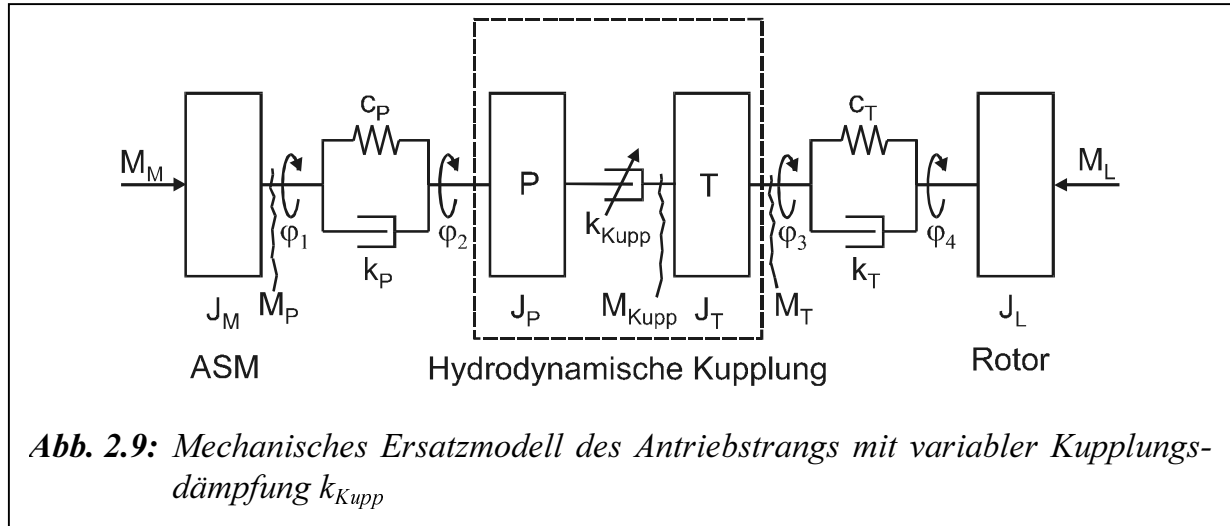 c_P
c_T
M_M
M_L
P
T
φ_1
φ_2
k_Kupp
φ_3
φ_4
k_P
k_T
J_M
M_P
J_P
M_Kupp
J_T
M_T
J_L
ASM
Hydrodynamische Kupplung
Rotor
Abb. 2.9: Mechanisches Ersatzmodell des Antriebstrangs mit variabler Kupplungs-
dämpfung k_Kupp